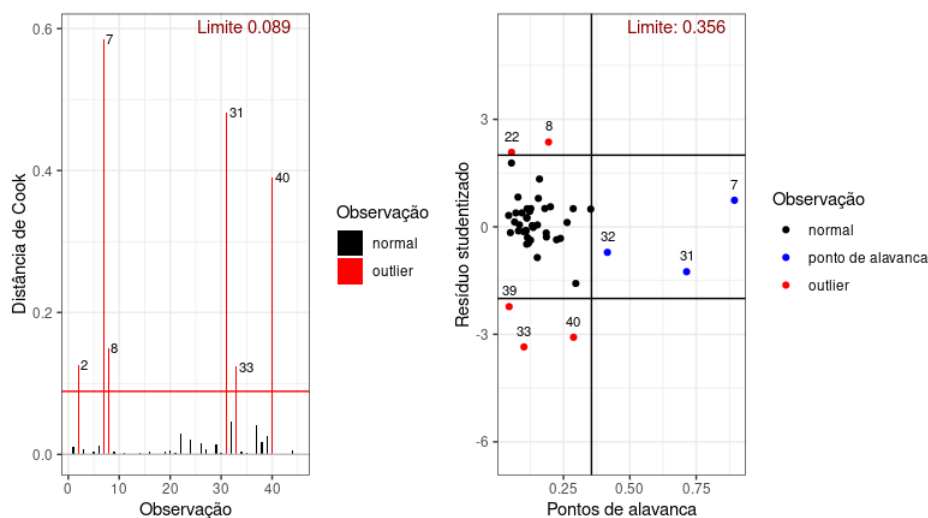 Limite 0.089
0.6
7
31
0.4
40
0.2
2
8
33
0.0
0
10
20
30
40
Distância de Cook
Observação
Observação
normal
outlier
Limite: 0.356
3
22
8
7
0
32
31
39
33
40
-3
-6
0.25
0.50
0.75
Resíduo studentizado
Pontos de alavanca
Observação
normal
ponto de alavanca
outlier